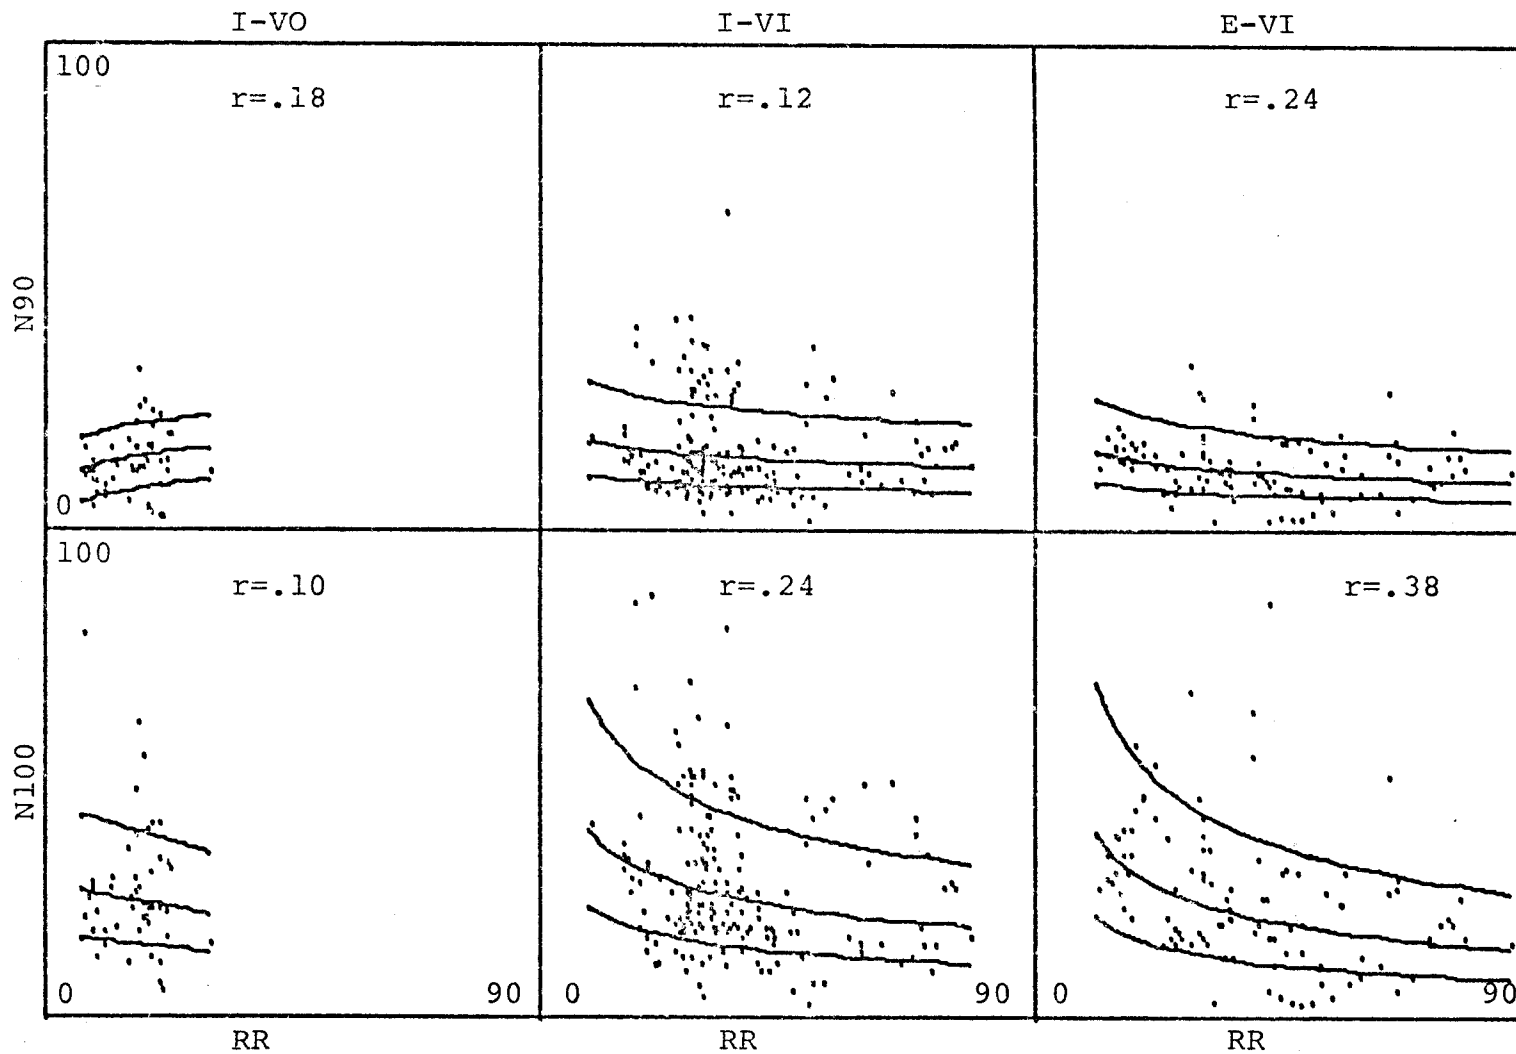 I-VO I-VI E-VI
100
r=.18 r=.12 r=.24
N90
0
100
r=.10 r=.24 r=.38
N100
0 90 0 90 0 90
RR RR RR